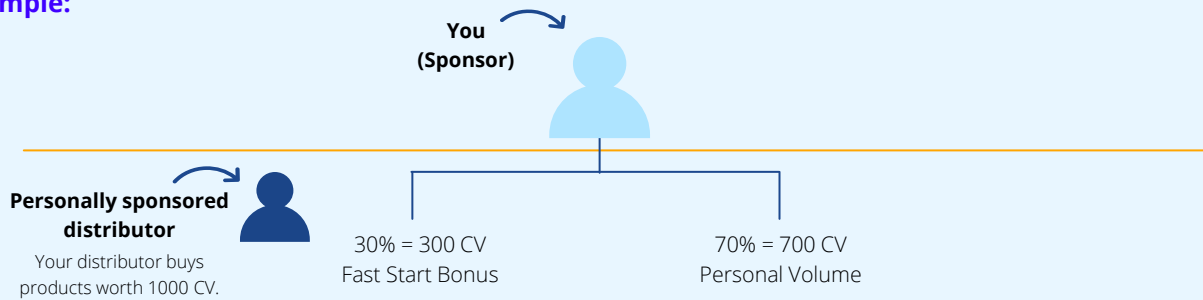 mple:
You
(Sponsor)
Personally sponsored
distributor
Your distributor buys
products worth 1000 CV.
30% = 300 CV
Fast Start Bonus
70% = 700 CV
Personal Volume